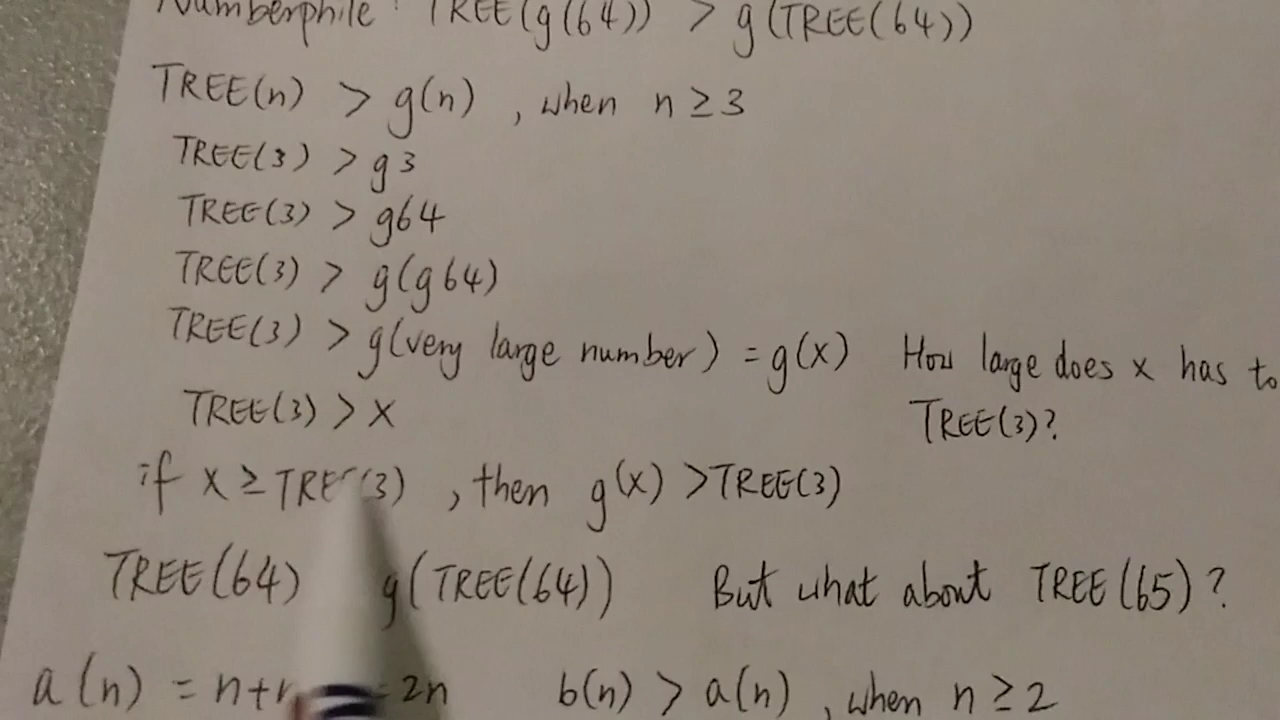 Numberphile: TREE(g(64)) > g(TREE(64))
TREE(n) > g(n), when n ≥ 3
TREE(3) > g3
TREE(3) > g64
TREE(3) > g(g64)
TREE(3) > g(very large number) = g(x) How large does x has to
TREE(3) > x TREE(3)?
if x ≥ TREE(3), then g(x) > TREE(3)
TREE(64) g(TREE(64)) But what about TREE(65)?
a(n) = n+ =2n b(n) > a(n), when n ≥ 2